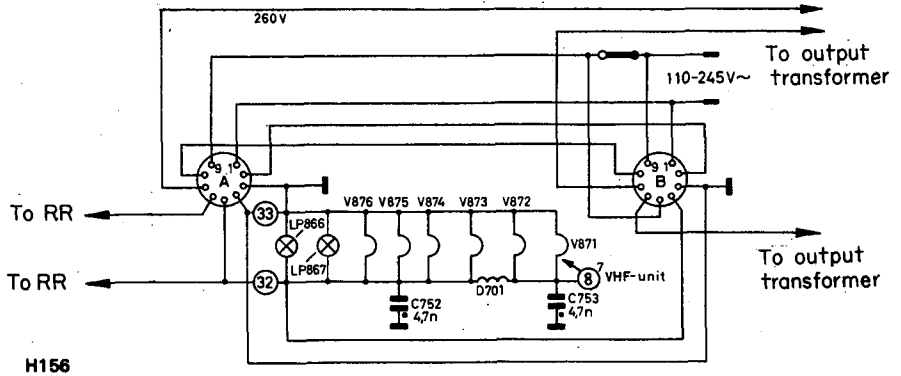 260V
To output
transformer
110-245V~
9 1
A
9 1
B
To RR
33
LP866
V876 V875 V874 V873 V872
V871
LP867
To RR
32
D701
7
8
VHF-unit
C752
4,7n
C753
4,7n
To output
transformer
H156